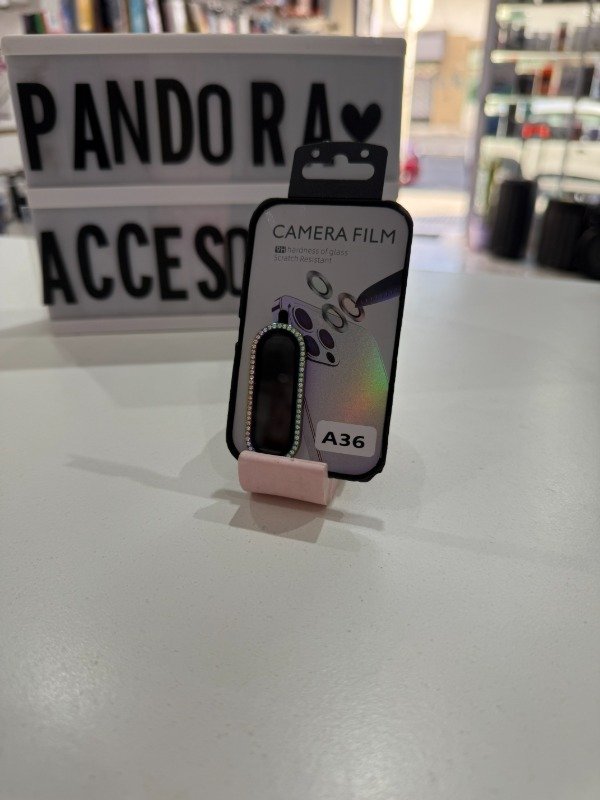 PANDORA♥
ACCESO
CAMERA FILM
9H hardness of glass
Scratch Resistant
A36